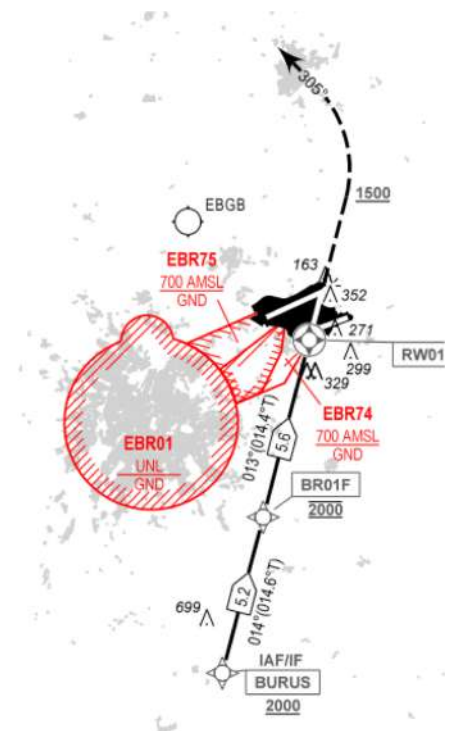 305°
1500
EBGB
EBR75
700 AMSL
GND
163
352
271
299
329
RW01
EBR74
700 AMSL
GND
EBR01
UNL
GND
5.6
013°(014.4°T)
BR01F
2000
5.2
014°(014.6°T)
699
IAF/IF
BURUS
2000